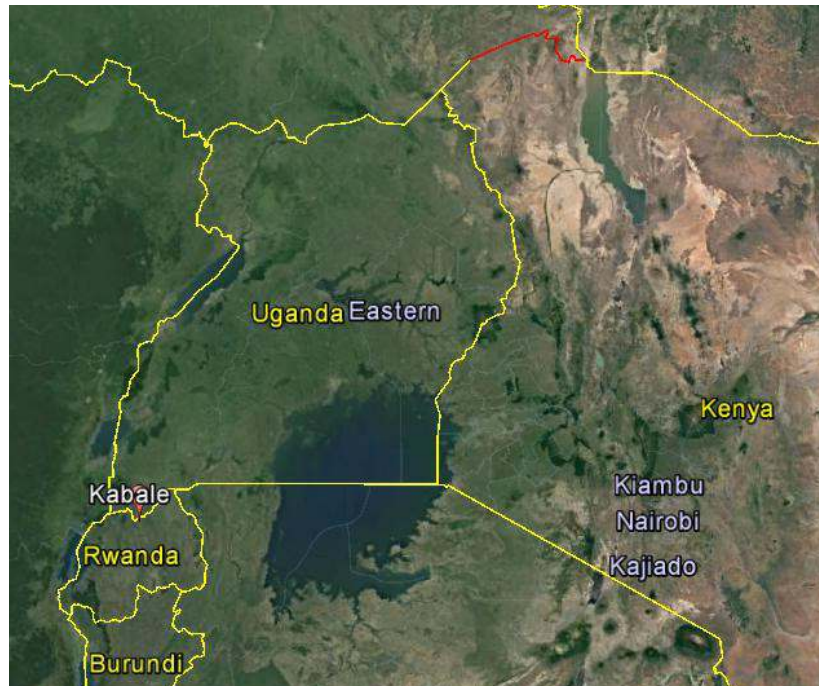 Uganda
Eastern
Kenya
Kabale
Kiambu
Nairobi
Rwanda
Kajiado
Burundi